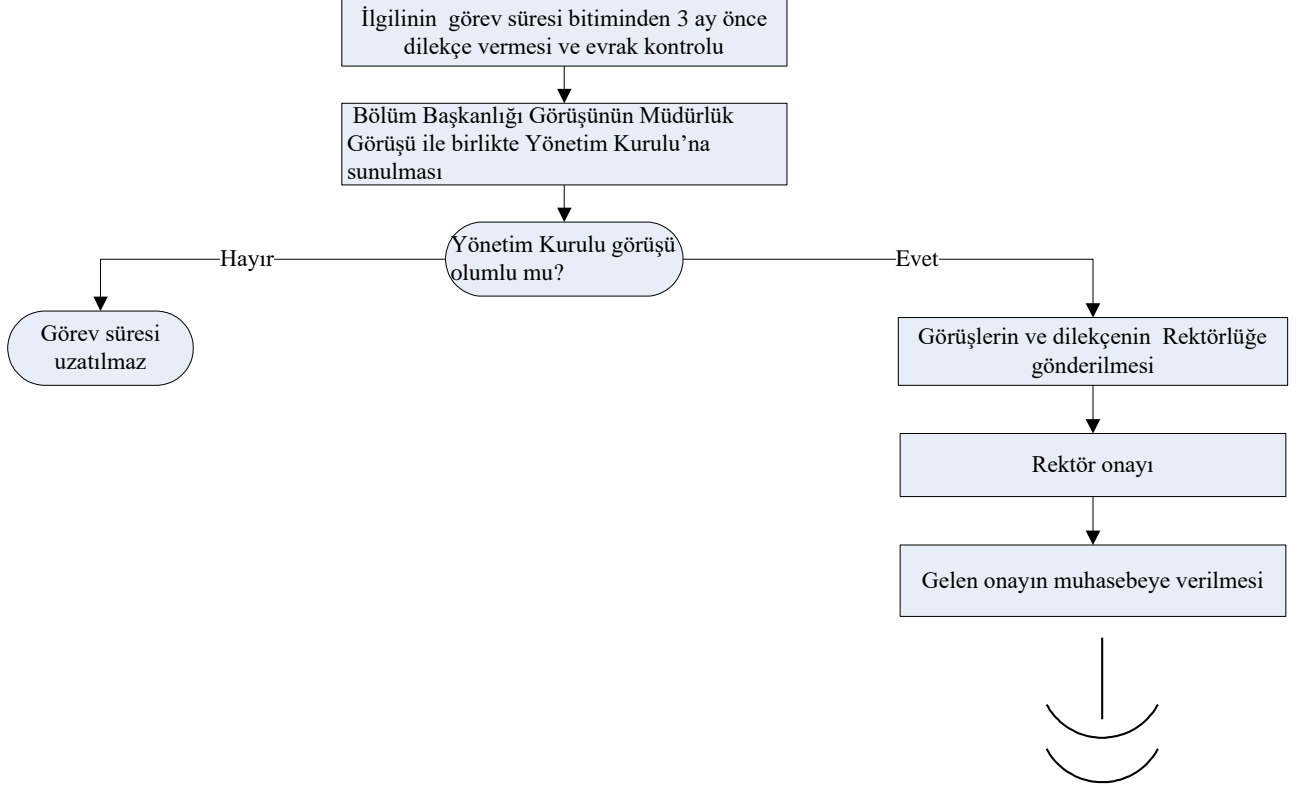 İlgilinin görev süresi bitiminden 3 ay önce
dilekçe vermesi ve evrak kontrolu
Bölüm Başkanlığı Görüşünün Müdürlük
Görüşü ile birlikte Yönetim Kurulu’na
sunulması
Yönetim Kurulu görüşü
olumlu mu?
Hayır
Evet
Görev süresi
uzatılmaz
Görüşlerin ve dilekçenin Rektörlüğe
gönderilmesi
Rektör onayı
Gelen onayın muhasebeye verilmesi